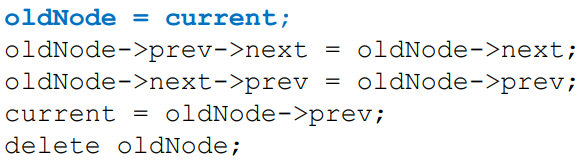 oldNode = current;
oldNode->prev->next = oldNode->next;
oldNode->next->prev = oldNode->prev;
current = oldNode->prev;
delete oldNode;